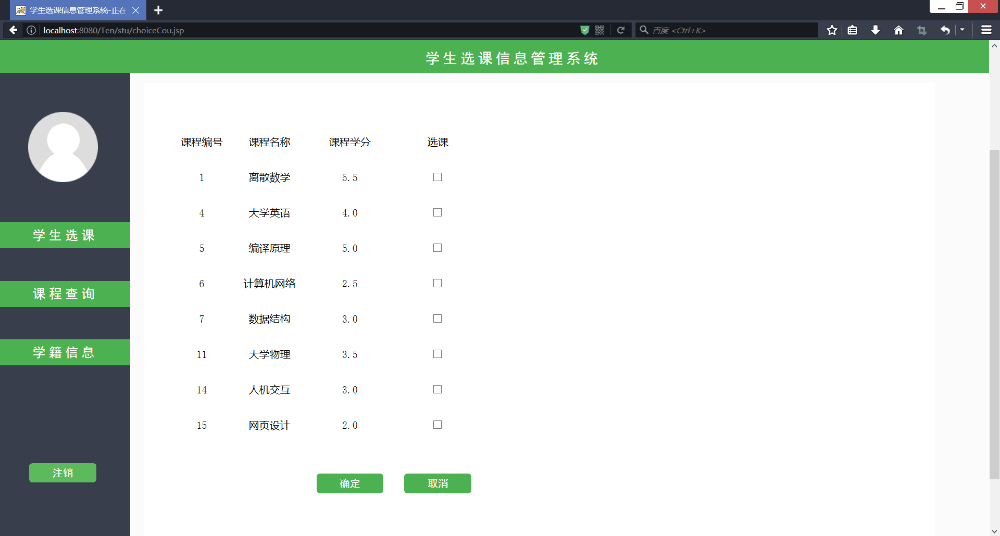 学生选课信息管理系统-正在
localhost:8080/Ten/stu/choiceCou.jsp
百度 <Ctrl+K>
学生选课信息管理系统
学生选课
课程查询
学籍信息
注销
课程编号 课程名称 课程学分 选课
1 离散数学 5.5
4 大学英语 4.0
5 编译原理 5.0
6 计算机网络 2.5
7 数据结构 3.0
11 大学物理 3.5
14 人机交互 3.0
15 网页设计 2.0
确定 取消